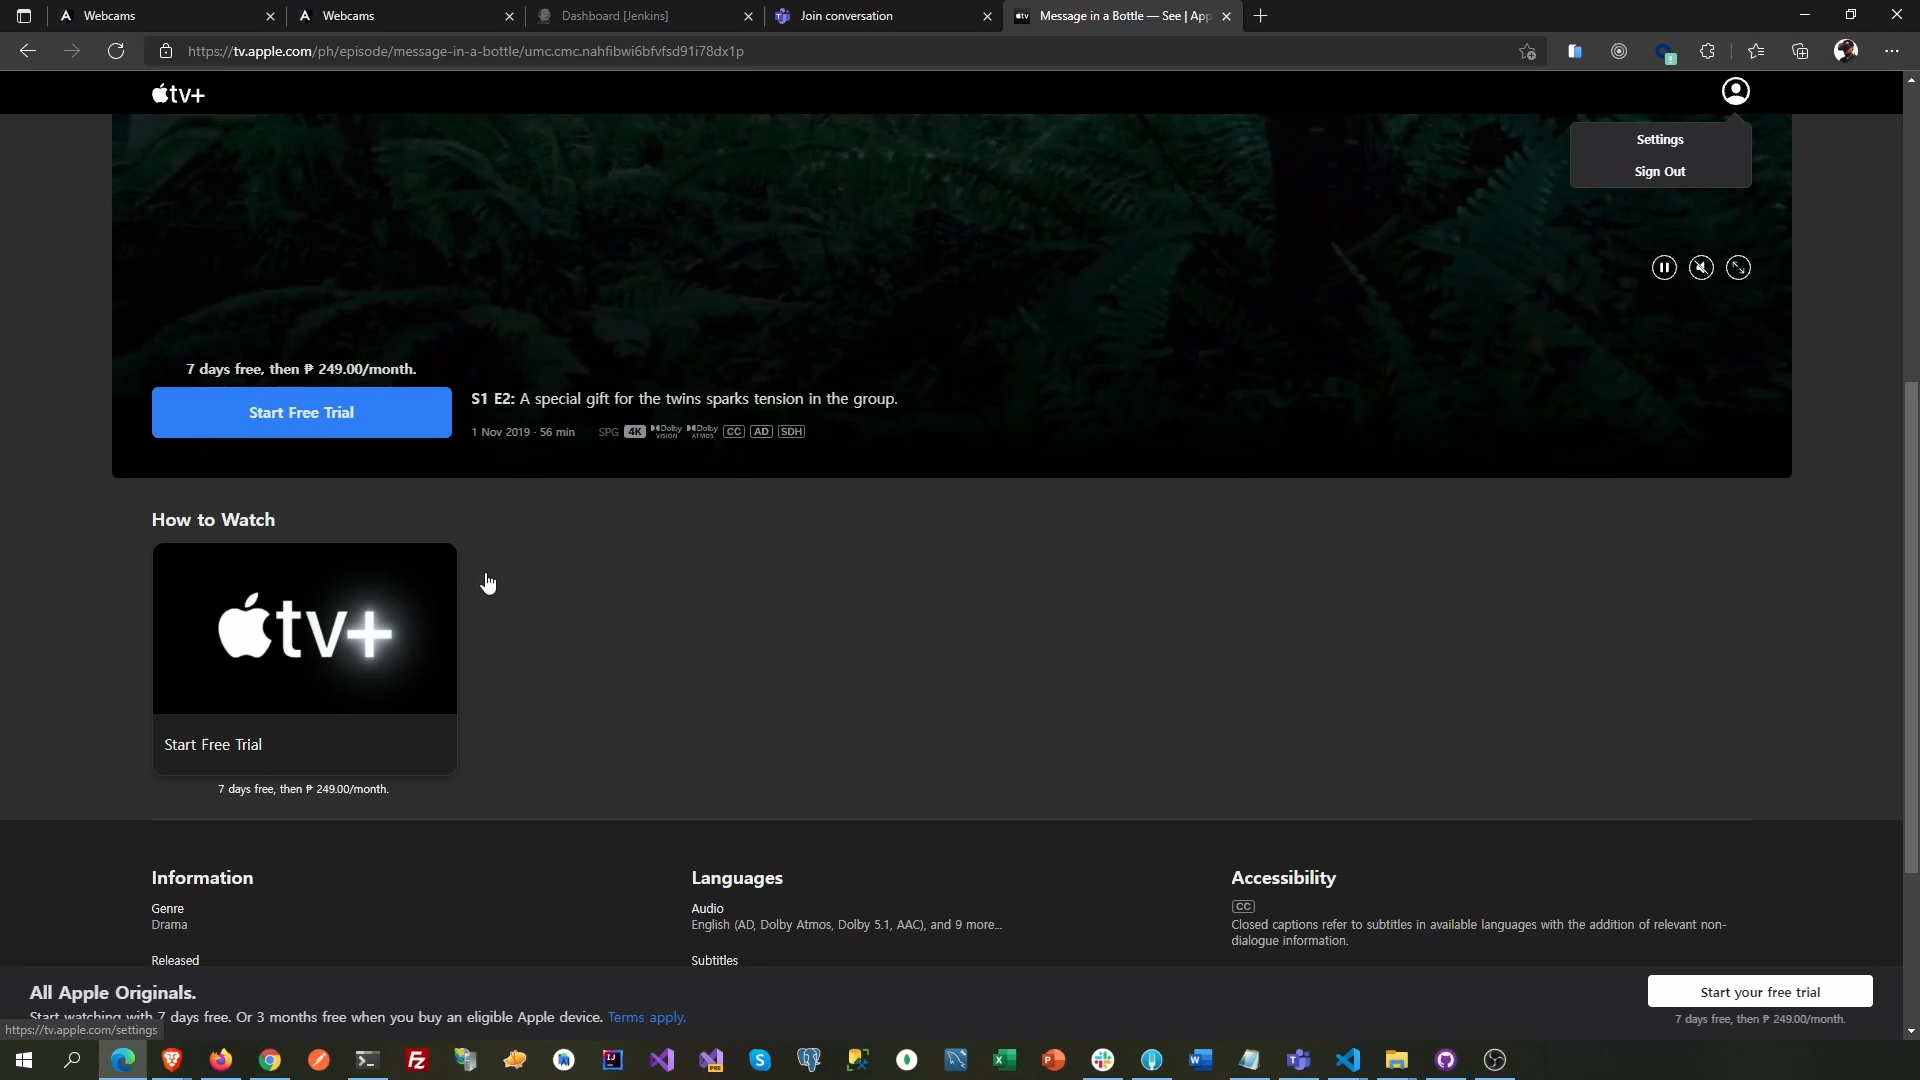 Webcams
Webcams
Dashboard [Jenkins]
Join conversation
Message in a Bottle — See | App
https://tv.apple.com/ph/episode/message-in-a-bottle/umc.cmc.nahfibwi6bfvfsd91i78dx1p
tv+
Settings
Sign Out
7 days free, then ₱ 249.00/month.
Start Free Trial
S1 E2: A special gift for the twins sparks tension in the group.
1 Nov 2019 · 56 min SPG 4K Dolby VISION Dolby ATMOS CC AD SDH
How to Watch
tv+
Start Free Trial
7 days free, then ₱ 249.00/month.
Information
Genre
Drama
Released
Languages
Audio
English (AD, Dolby Atmos, Dolby 5.1, AAC), and 9 more...
Subtitles
Accessibility
CC
Closed captions refer to subtitles in available languages with the addition of relevant non-
dialogue information.
All Apple Originals.
Start watching with 7 days free. Or 3 months free when you buy an eligible Apple device. Terms apply.
Start your free trial
7 days free, then ₱ 249.00/month.
https://tv.apple.com/settings